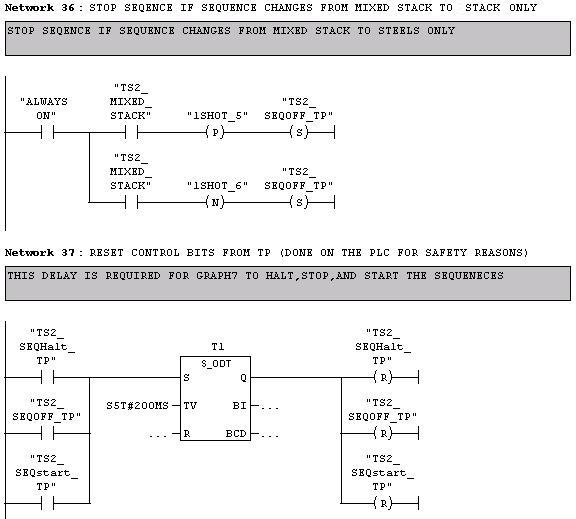 Network 36 : STOP SEQENCE IF SEQUENCE CHANGES FROM MIXED STACK TO STACK ONLY
STOP SEQENCE IF SEQUENCE CHANGES FROM MIXED STACK TO STEELS ONLY
"ALWAYS
ON"
"TS2_
MIXED_
STACK"
"1SHOT_5"
(P)
"TS2_
SEQOFF_TP"
(S)
"TS2_
MIXED_
STACK"
"1SHOT_6"
(N)
"TS2_
SEQOFF_TP"
(S)
Network 37 : RESET CONTROL BITS FROM TP (DONE ON THE PLC FOR SAFETY REASONS)
THIS DELAY IS REQUIRED FOR GRAPH7 TO HALT,STOP,AND START THE SEQUENECES
"TS2_
SEQHalt_
TP"
"TS2_
SEQOFF_TP"
"TS2_
SEQstart_
TP"
T1
S_ODT
S Q
S5T#200MS TV BI ...
... R BCD ...
"TS2_
SEQHalt_
TP"
(R)
"TS2_
SEQOFF_TP"
(R)
"TS2_
SEQstart_
TP"
(R)